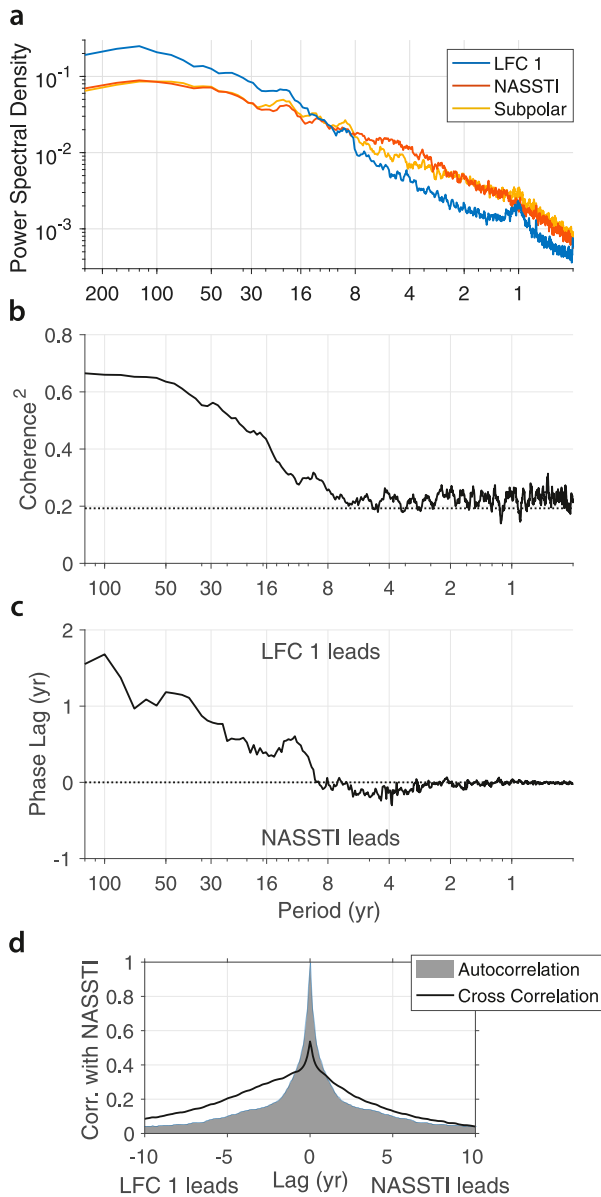 a
Power Spectral Density
10-1
10-2
10-3
LFC 1
NASSTI
Subpolar
200 100 50 30 16 8 4 2 1
b
Coherence2
0.8
0.6
0.4
0.2
0
100 50 30 16 8 4 2 1
c
Phase Lag (yr)
2
1
0
-1
LFC 1 leads
NASSTI leads
100 50 30 16 8 4 2 1
Period (yr)
d
Corr. with NASSTI
1
0.8
0.6
0.4
0.2
0
Autocorrelation
Cross Correlation
-10 -5 0 5 10
LFC 1 leads Lag (yr) NASSTI leads